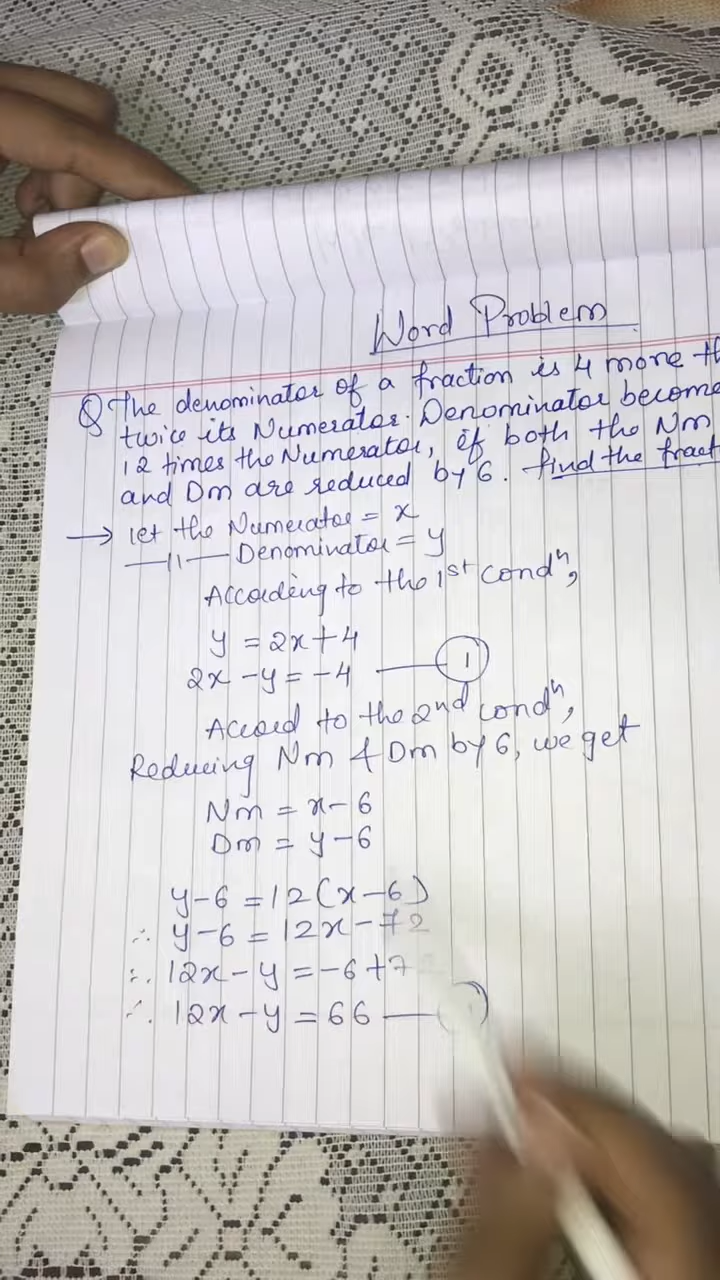 Word Problem
Q The denominator of a fraction is 4 more
twice its Numerator. Denominator become
12 times the Numerator, if both the Nm
and Dm are reduced by 6. find the
→ let the Numerator = x
—11— Denominator = y
According to the 1st condn,
y = 2x+4
2x-y = -4 — 1
Accord to the 2nd condn,
Reducing Nm & Dm by 6, we get
Nm = x-6
Dm = y-6
y-6 = 12(x-6)
∴ y-6 = 12x-72
∴ 12x-y = -6+7
∴ 12x-y = 66 —